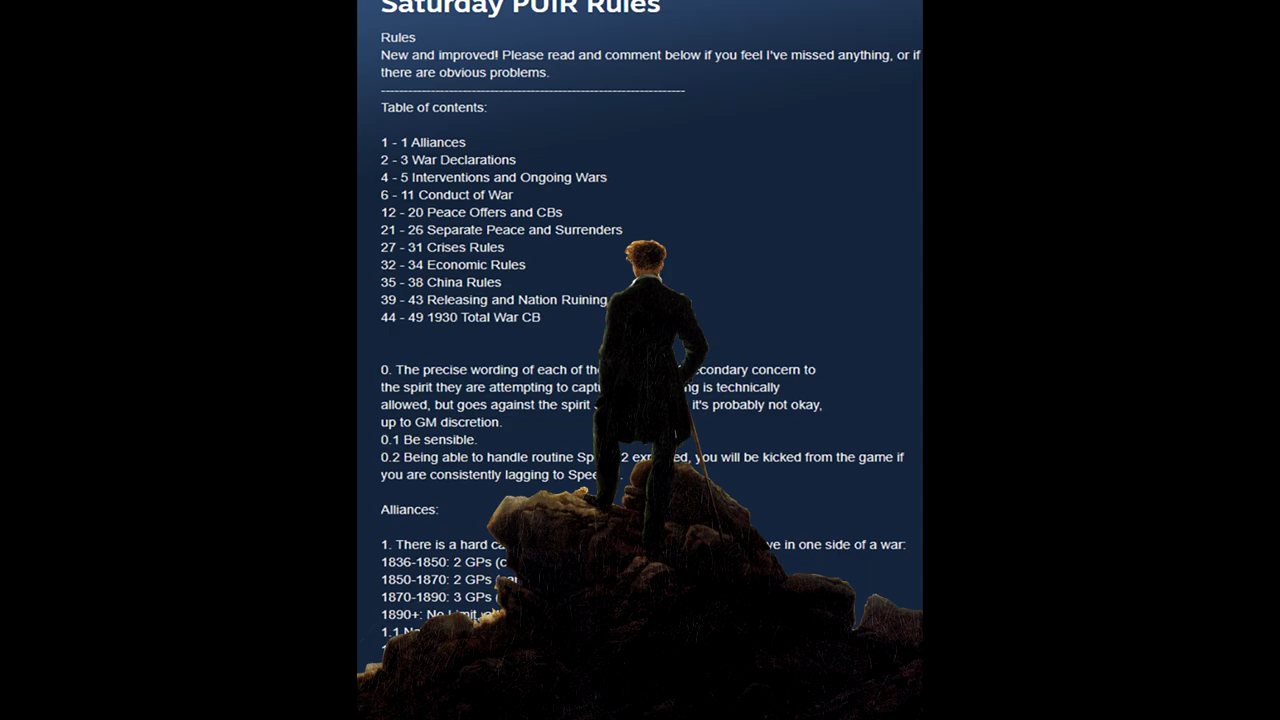 Saturday PUIR Rules
Rules
New and improved! Please read and comment below if you feel I've missed anything, or if
there are obvious problems.
------------------------------------------------------------------------
Table of contents:
1 - 1 Alliances
2 - 3 War Declarations
4 - 5 Interventions and Ongoing Wars
6 - 11 Conduct of War
12 - 20 Peace Offers and CBs
21 - 26 Separate Peace and Surrenders
27 - 31 Crises Rules
32 - 34 Economic Rules
35 - 38 China Rules
39 - 43 Releasing and Nation Ruining
44 - 49 1930 Total War CB
0. The precise wording of each of concern to
the spirit they are attempting to is technically
allowed, but goes against the spirit it's probably not okay,
up to GM discretion.
0.1 Be sensible.
0.2 Being able to handle routine 2 you will be kicked from the game if
you are consistently lagging to
Alliances:
1. There is a hard in one side of a war:
1836-1850: 2 GPs
1850-1870: 2 GPs
1870-1890: 3 GPs
1890+: No Limit
1.1